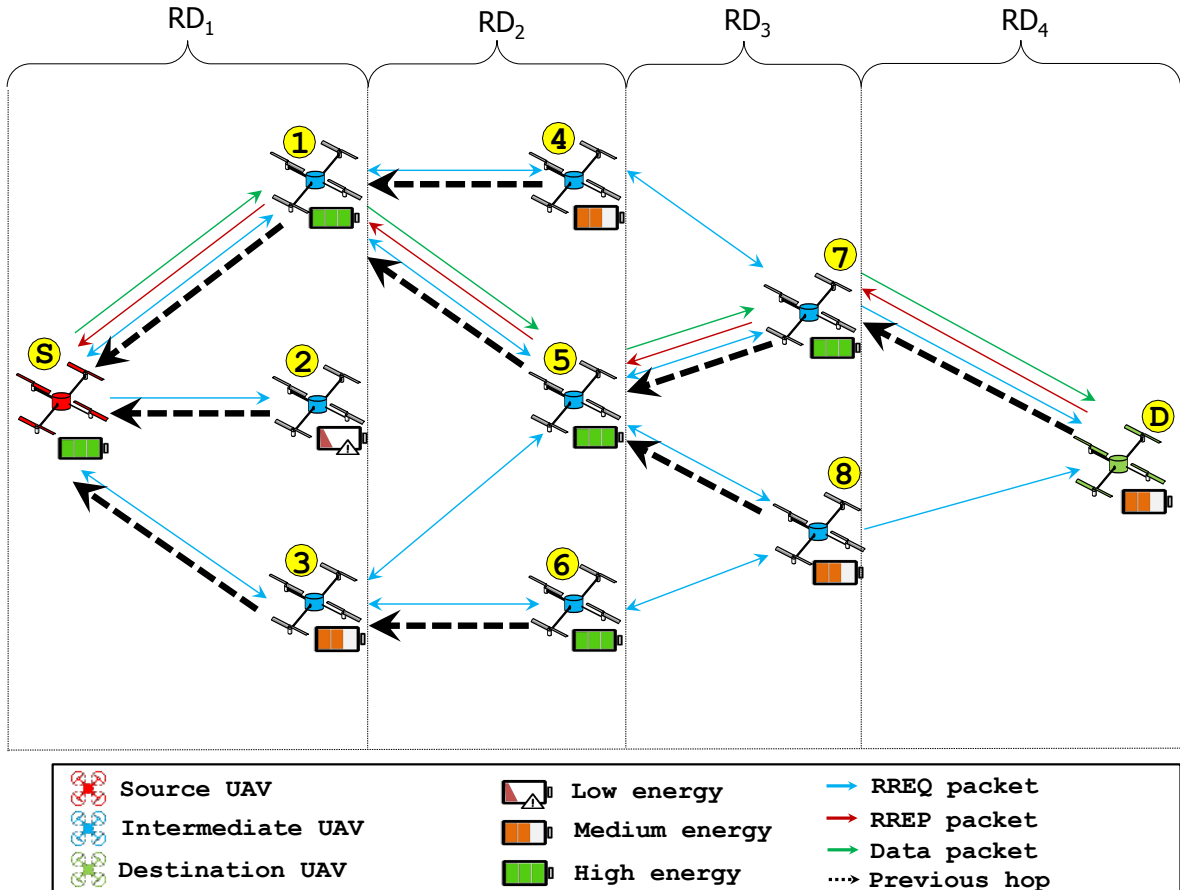 RD1 RD2 RD3 RD4
1 4
7
S 2 5
D
8
3 6
Source UAV Low energy RREQ packet
Intermediate UAV Medium energy RREP packet
Destination UAV High energy Data packet
Previous hop